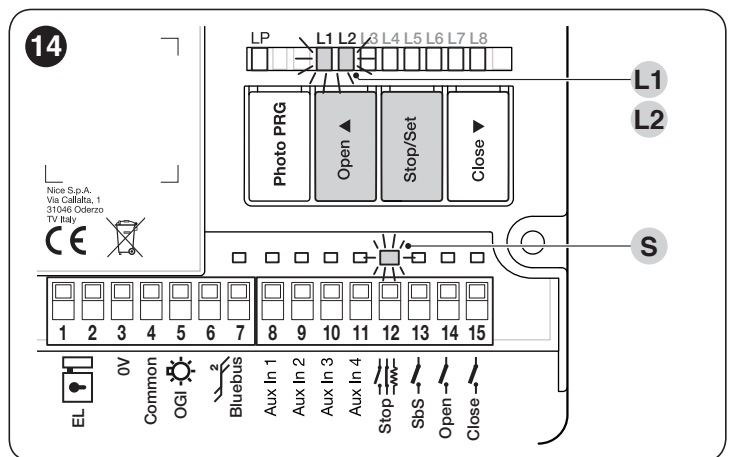 14
LP L1 L2 L3 L4 L5 L6 L7 L8
L1
L2
Photo PRG
Open ▲
Stop/Set
Close ▼
Nice S.p.A.
Via Callalta, 1
31046 Oderzo
TV Italy
CE
S
1 2 3 4 5 6 7 8 9 10 11 12 13 14 15
EL
0V
Common
OGI
2
Bluebus
Aux In 1
Aux In 2
Aux In 3
Aux In 4
Stop
SbS
Open
Close